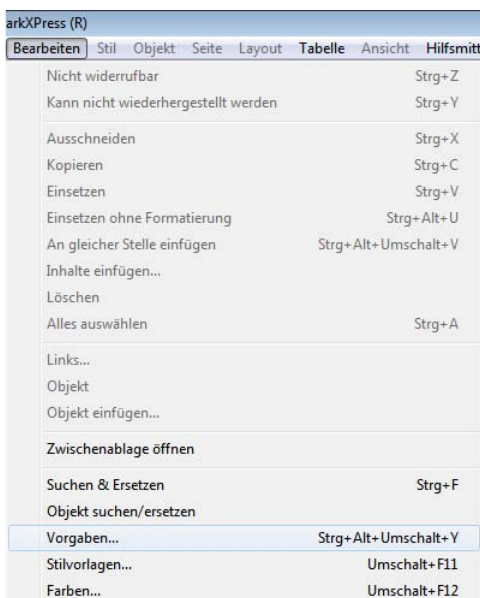 arkXPress (R)
Bearbeiten Stil Objekt Seite Layout Tabelle Ansicht Hilfsmitt
Nicht widerrufbar Strg+Z
Kann nicht wiederhergestellt werden Strg+Y
Ausschneiden Strg+X
Kopieren Strg+C
Einsetzen Strg+V
Einsetzen ohne Formatierung Strg+Alt+U
An gleicher Stelle einfügen Strg+Alt+Umschalt+V
Inhalte einfügen...
Löschen
Alles auswählen Strg+A
Links...
Objekt
Objekt einfügen...
Zwischenablage öffnen
Suchen & Ersetzen Strg+F
Objekt suchen/ersetzen
Vorgaben... Strg+Alt+Umschalt+Y
Stilvorlagen... Umschalt+F11
Farben... Umschalt+F12